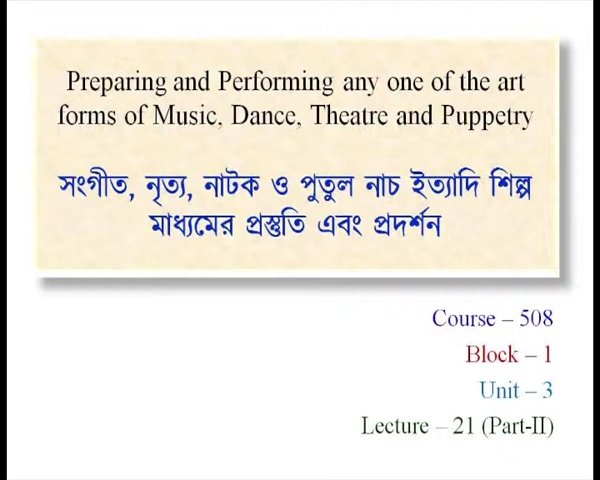 Preparing and Performing any one of the art
forms of Music, Dance, Theatre and Puppetry
সংগীত, নৃত্য, নাটক ও পুতুল নাচ ইত্যাদি শিল্প
মাধ্যমের প্রস্তুতি এবং প্রদর্শন
Course – 508
Block – 1
Unit – 3
Lecture – 21 (Part-II)